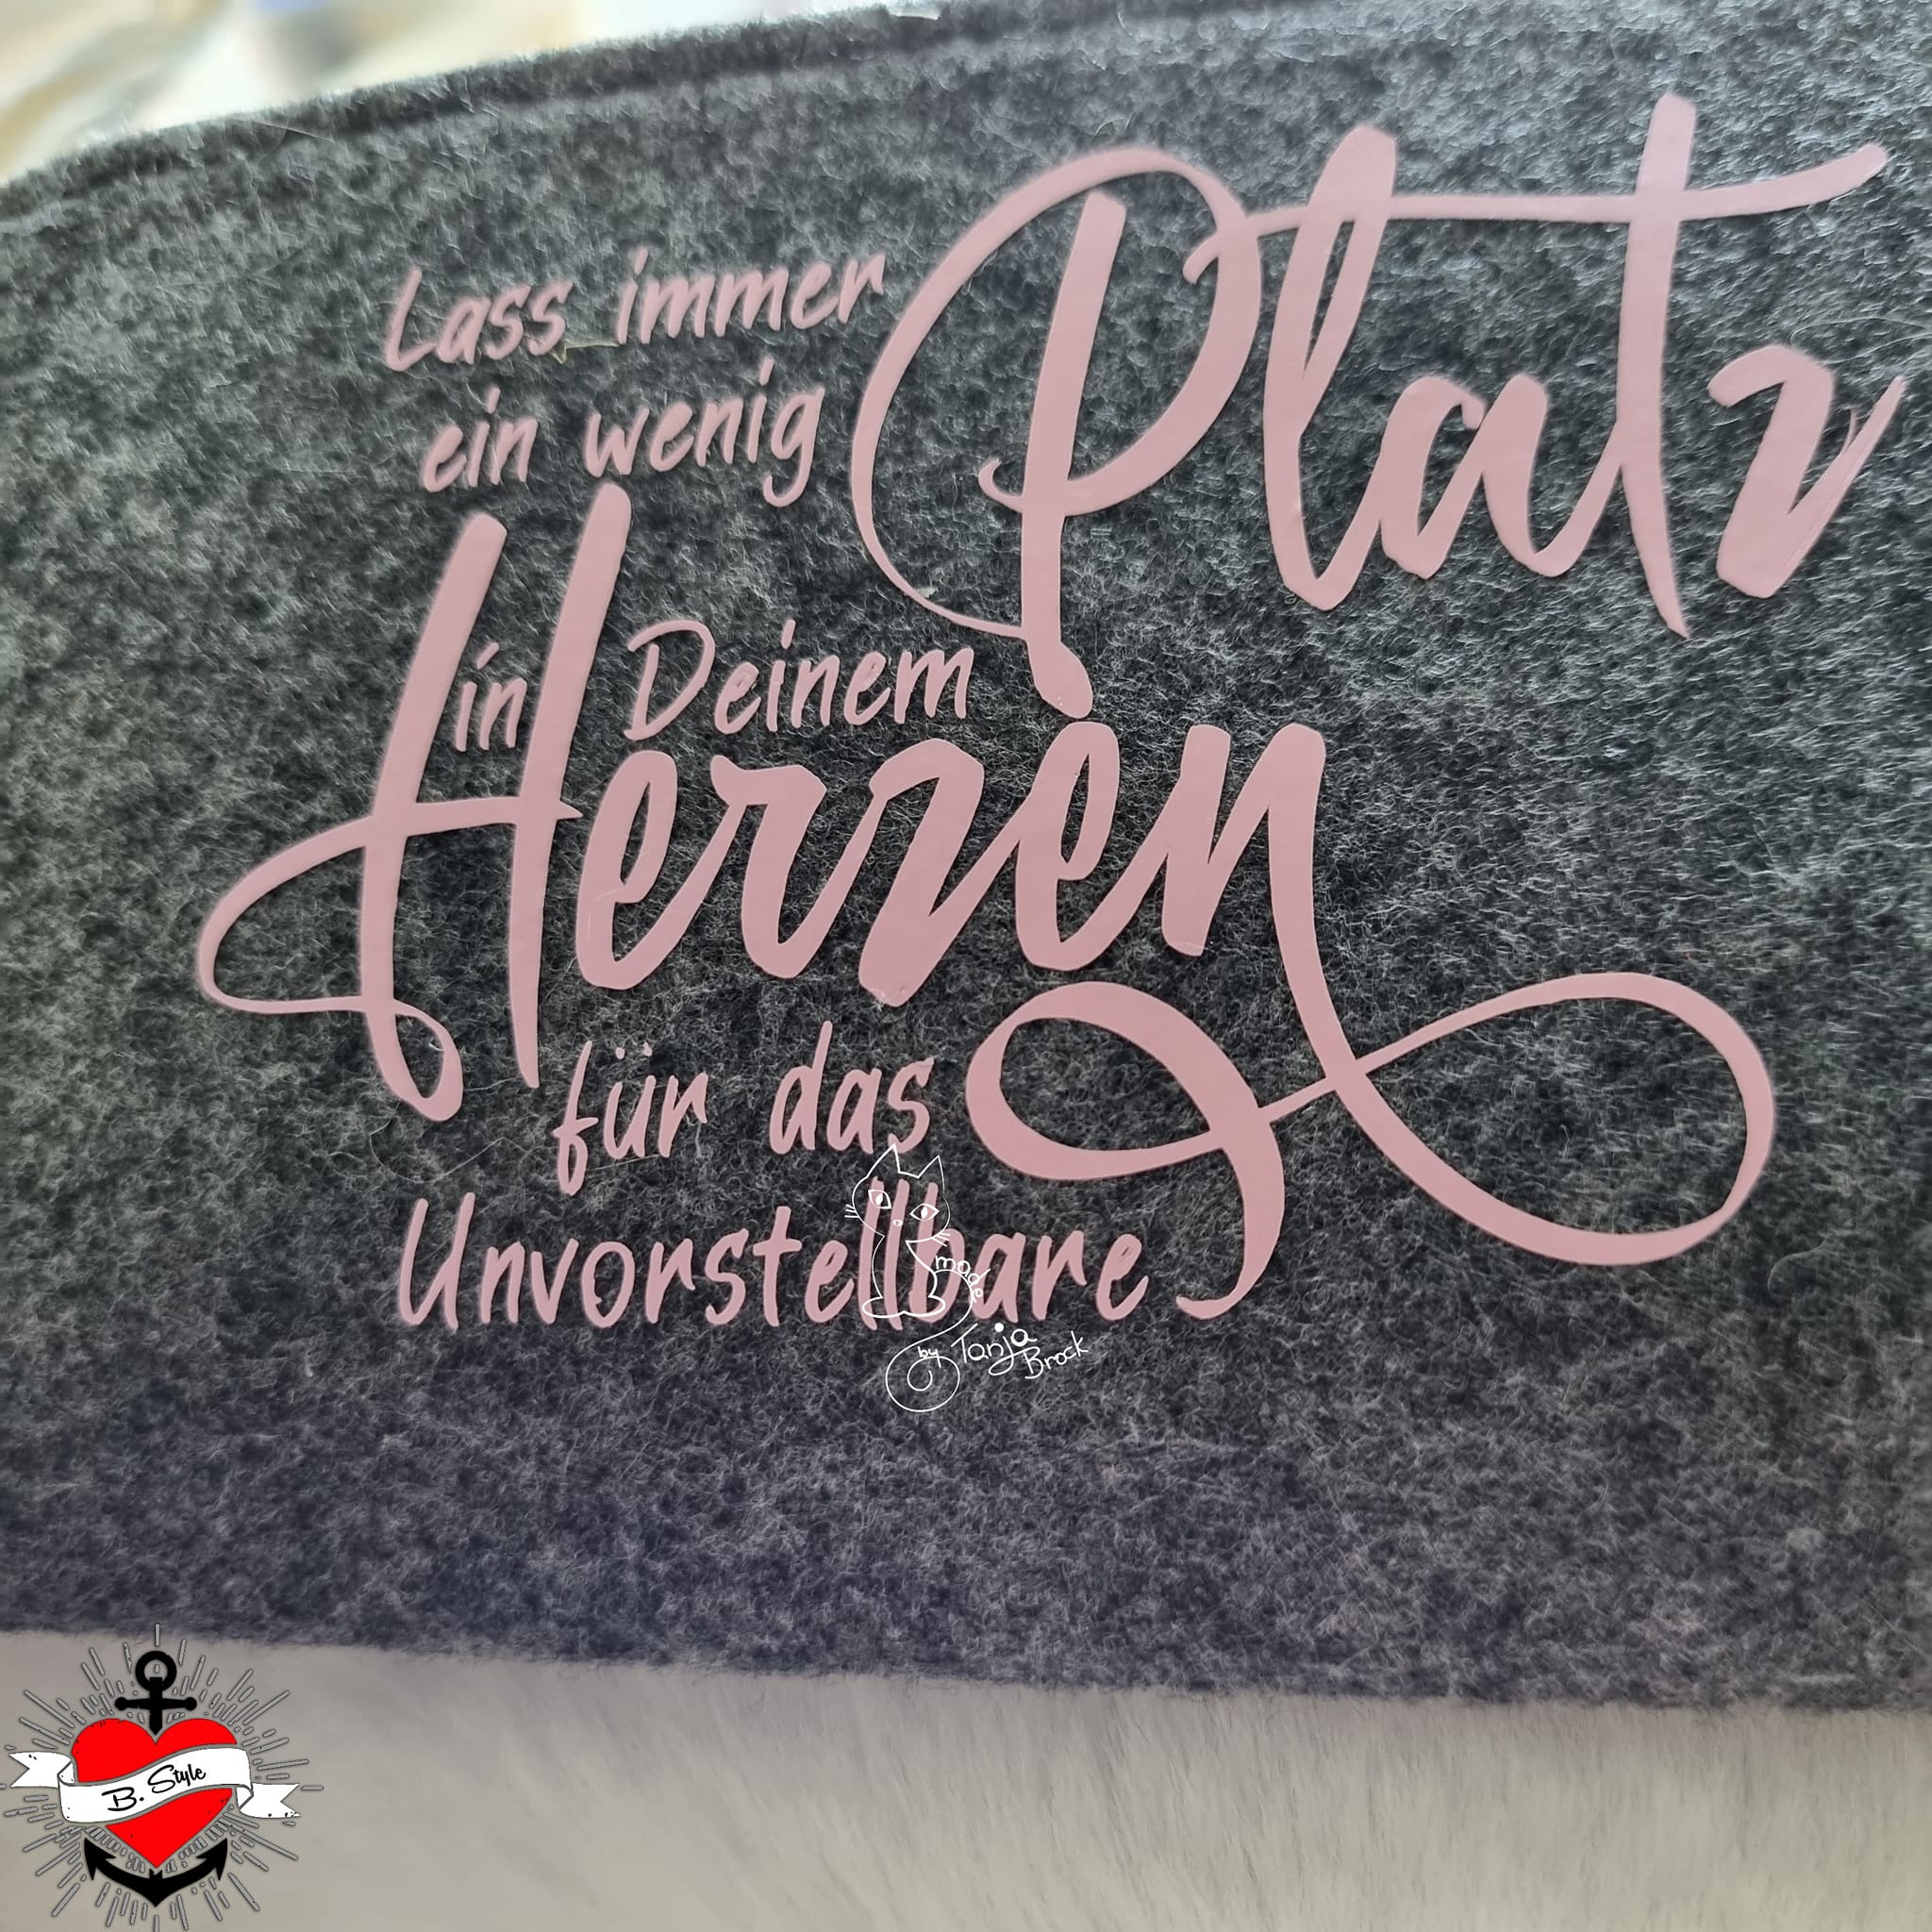 Lass immer
ein wenig Platz
in Deinem
Herzen
für das
Unvorstellbare
made
by Tanja
Brock
B. Style